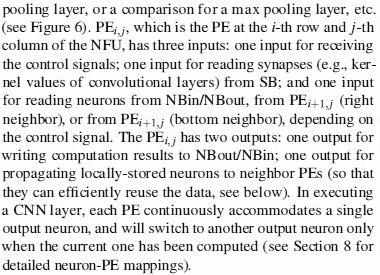 pooling layer, or a comparison for a max pooling layer, etc.
(see Figure 6). PEi,j, which is the PE at the i-th row and j-th
column of the NFU, has three inputs: one input for receiving
the control signals; one input for reading synapses (e.g., ker-
nel values of convolutional layers) from SB; and one input
for reading neurons from NBin/NBout, from PEi+1,j (right
neighbor), or from PEi+1,j (bottom neighbor), depending on
the control signal. The PEi,j has two outputs: one output for
writing computation results to NBout/NBin; one output for
propagating locally-stored neurons to neighbor PEs (so that
they can efficiently reuse the data, see below). In executing
a CNN layer, each PE continuously accommodates a single
output neuron, and will switch to another output neuron only
when the current one has been computed (see Section 8 for
detailed neuron-PE mappings).